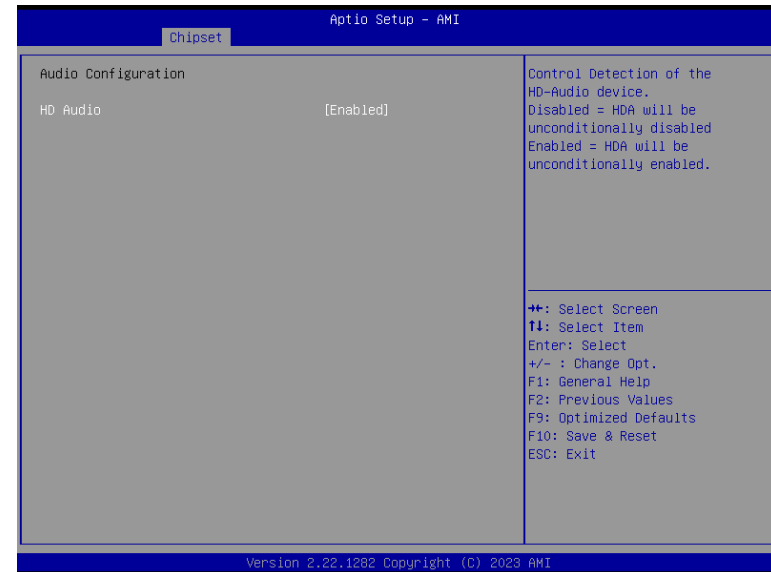 Aptio Setup – AMI
Chipset
Audio Configuration
HD Audio [Enabled]
Control Detection of the
HD-Audio device.
Disabled = HDA will be
unconditionally disabled
Enabled = HDA will be
unconditionally enabled.
→←: Select Screen
↑↓: Select Item
Enter: Select
+/- : Change Opt.
F1: General Help
F2: Previous Values
F9: Optimized Defaults
F10: Save & Reset
ESC: Exit
Version 2.22.1282 Copyright (C) 2023 AMI